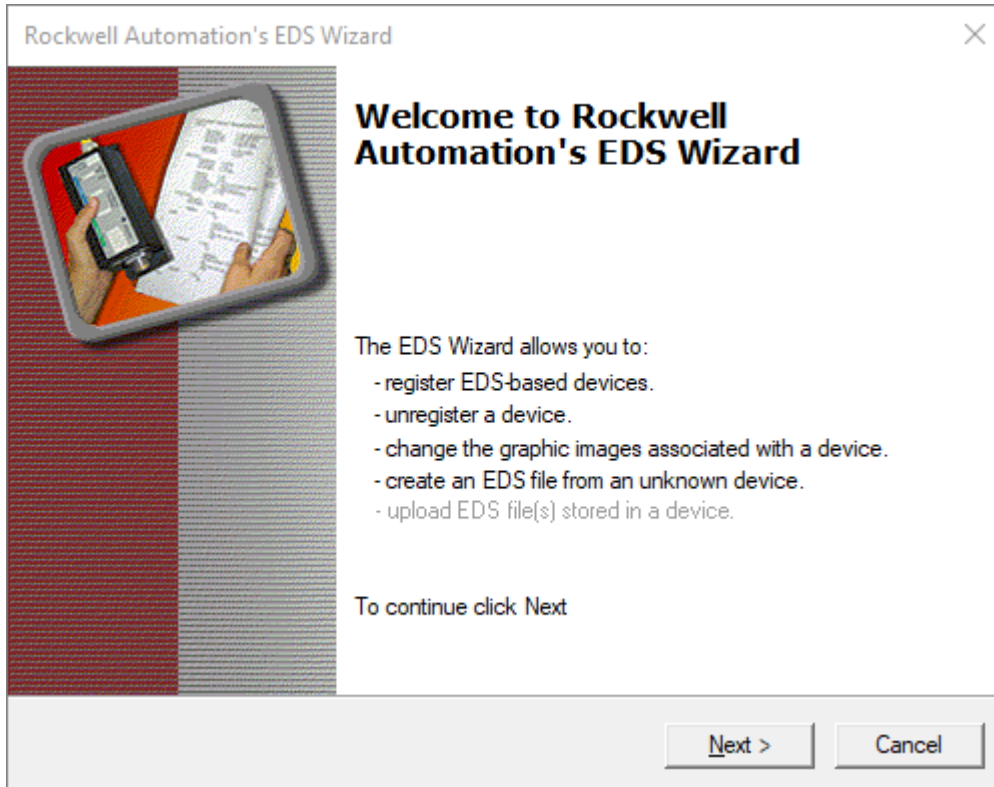 Rockwell Automation's EDS Wizard
Welcome to Rockwell
Automation's EDS Wizard
The EDS Wizard allows you to:
- register EDS-based devices.
- unregister a device.
- change the graphic images associated with a device.
- create an EDS file from an unknown device.
- upload EDS file(s) stored in a device.
To continue click Next
Next >
Cancel